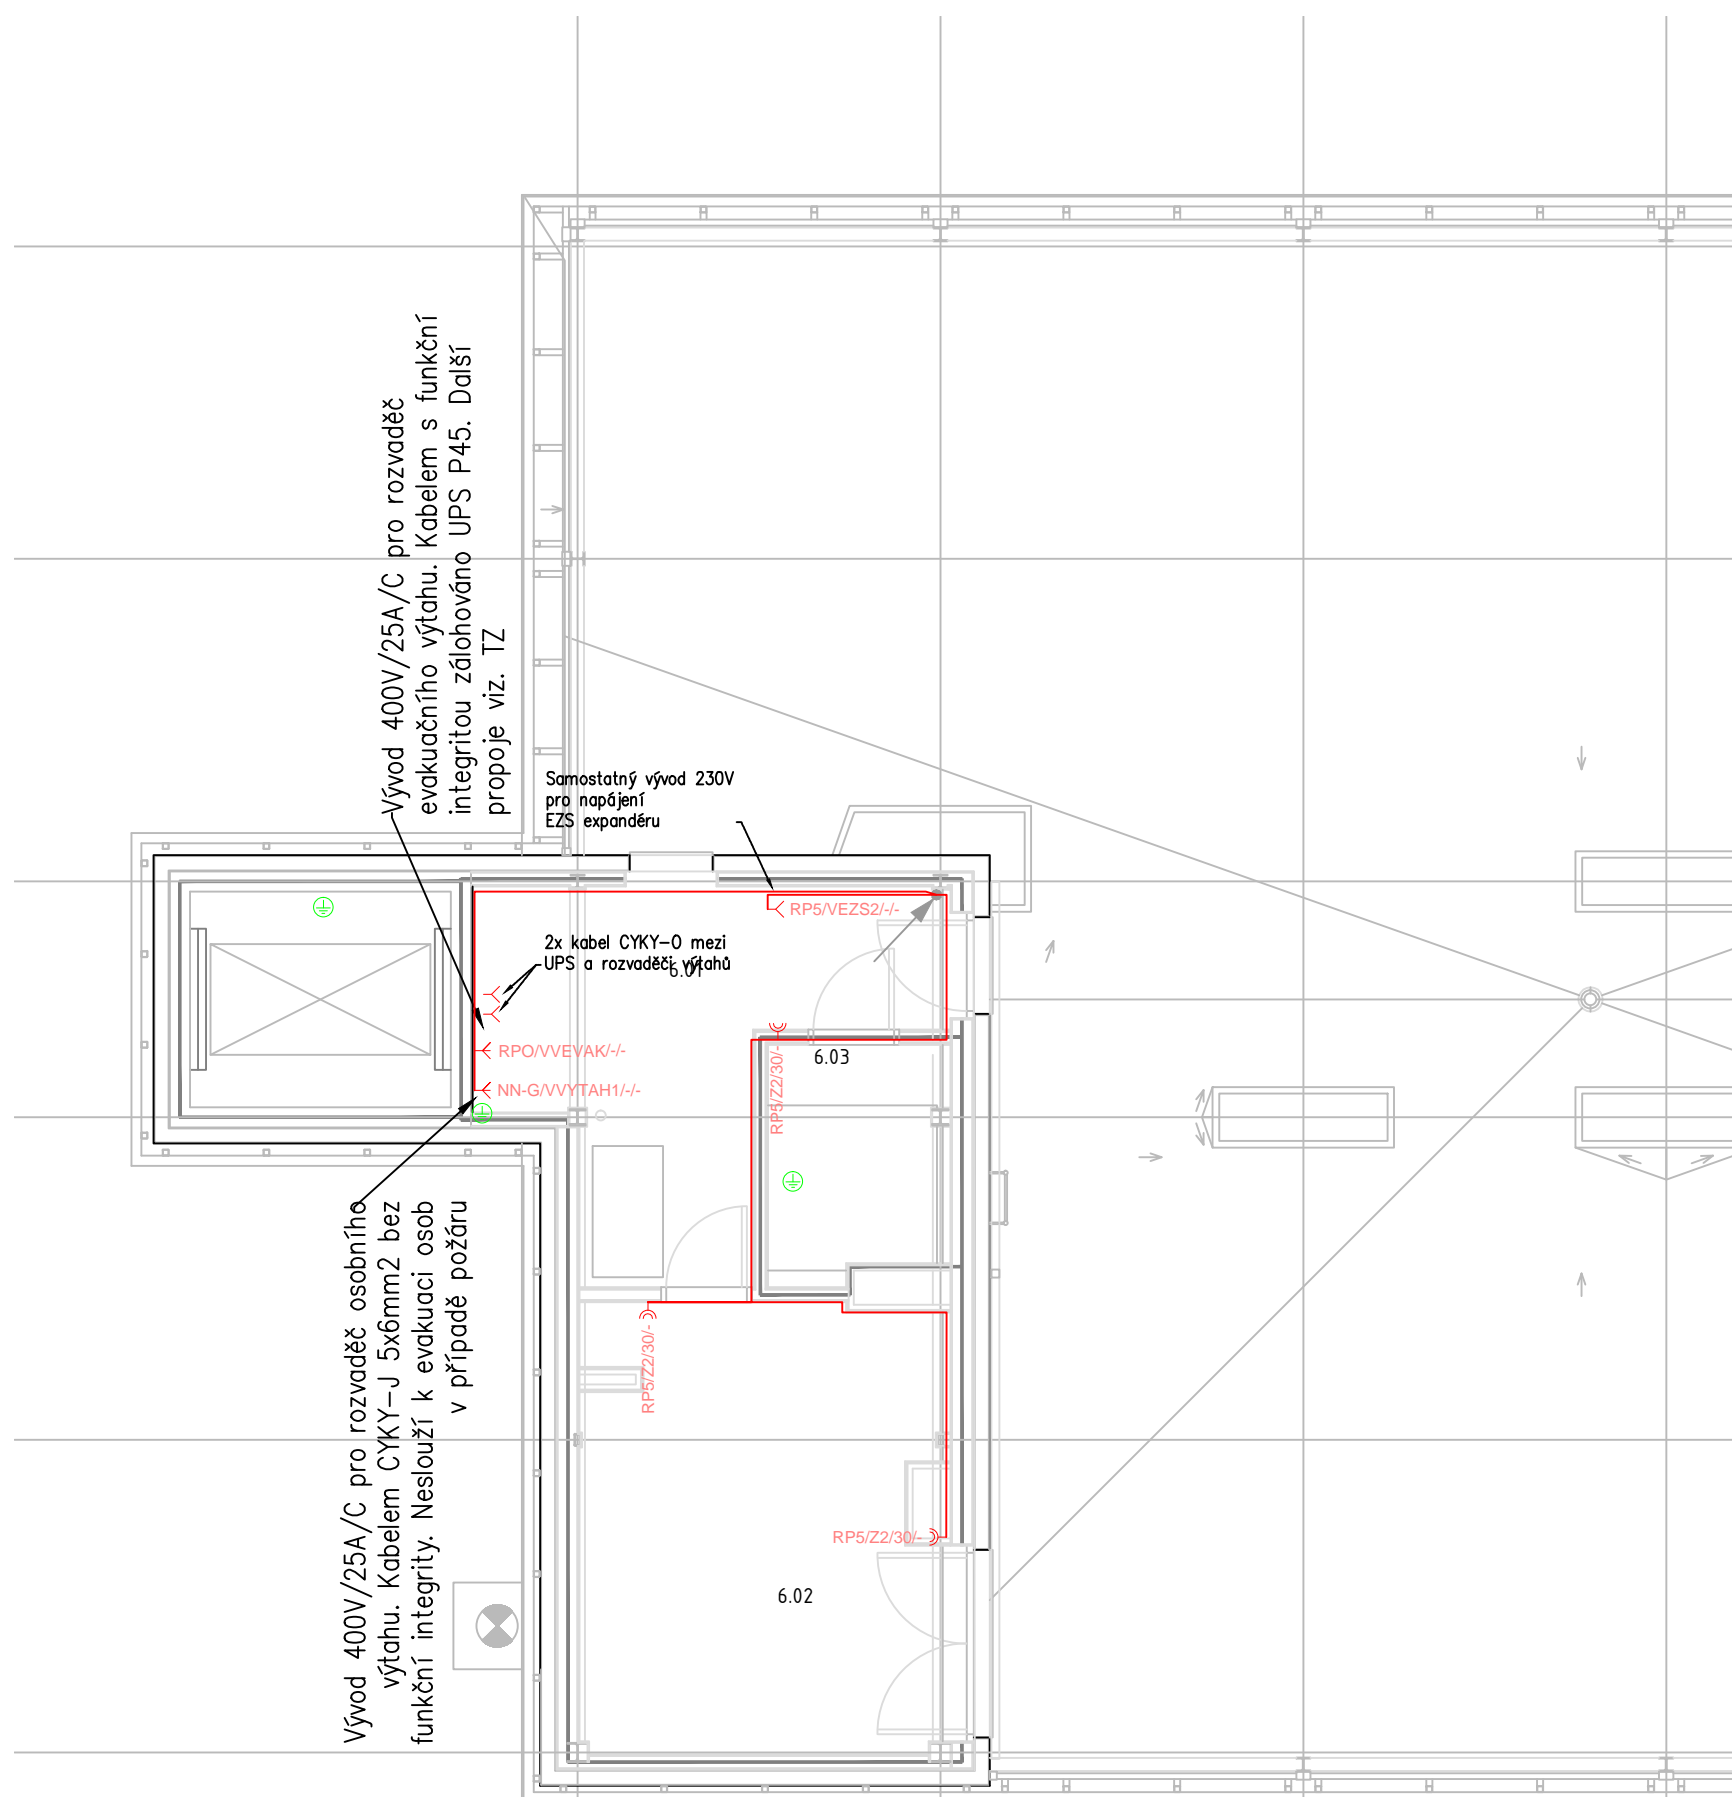 Vývod 400V/25A/C pro rozvaděč
evakuačního výtahu. Kabelem s funkční
integritou zálohováno UPS P45. Další
propoje viz. TZ
Samostatný vývod 230V
pro napájení
EZS expandéru
RP5/VEZS2/-/-
2x kabel CYKY-O mezi
UPS a rozvaděči výtahů
6.01
RPO/VVEVAK/-/-
NN-G/VVYTAH1/-/-
6.03
RP5/Z2/30/-
Vývod 400V/25A/C pro rozvaděč osobního
výtahu. Kabelem CYKY-J 5x6mm2 bez
funkční integrity. Neslouží k evakuaci osob
v případě požáru
RP5/Z2/30/-
RP5/Z2/30/-
6.02